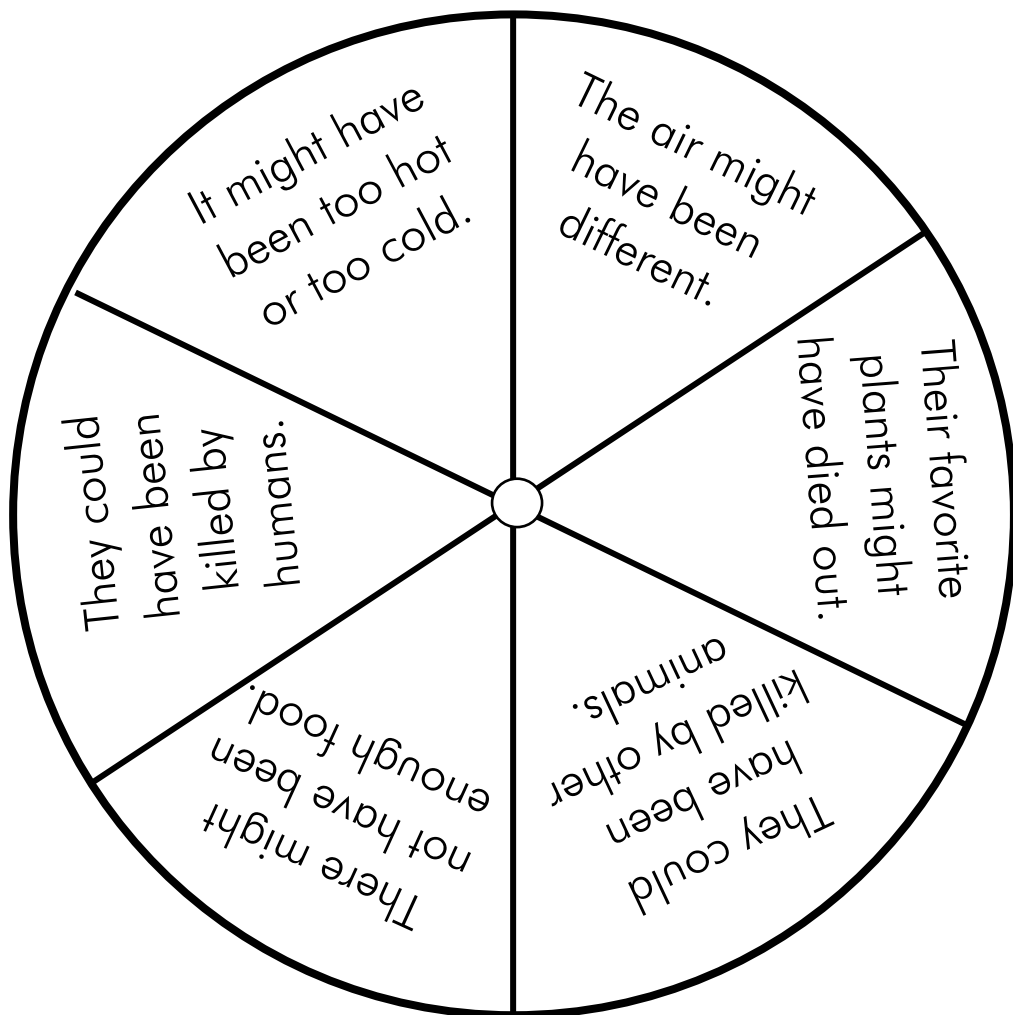 The air might
have been
different.
Their favorite
plants might
have died out.
They could
have been
killed by other
animals.
There might
not have been
enough food.
They could
have been
killed by
humans.
It might have
been too hot
or too cold.